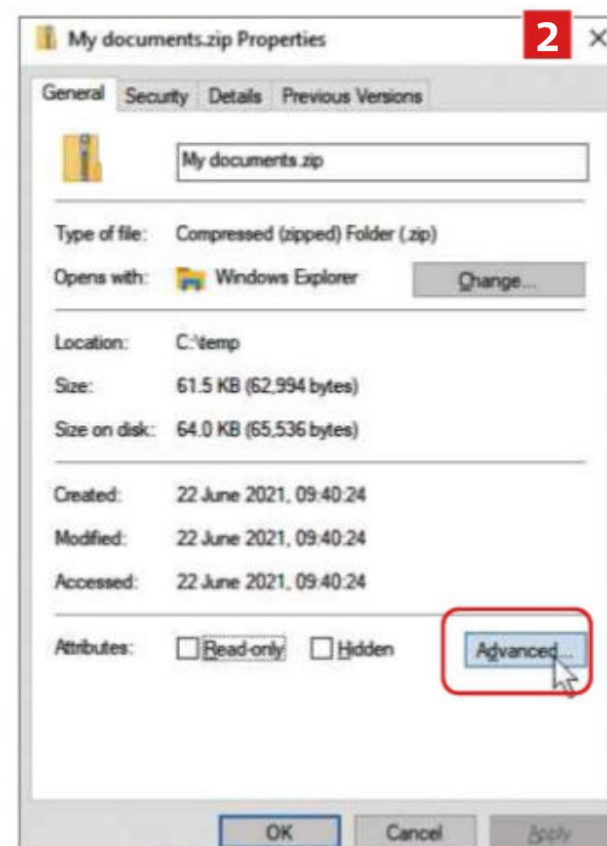 My documents.zip Properties
2
General Security Details Previous Versions
My documents.zip
Type of file: Compressed (zipped) Folder (.zip)
Opens with: Windows Explorer Change...
Location: C:\temp
Size: 61.5 KB (62,994 bytes)
Size on disk: 64.0 KB (65,536 bytes)
Created: 22 June 2021, 09:40:24
Modified: 22 June 2021, 09:40:24
Accessed: 22 June 2021, 09:40:24
Attributes: Read-only Hidden Advanced...
OK Cancel Apply